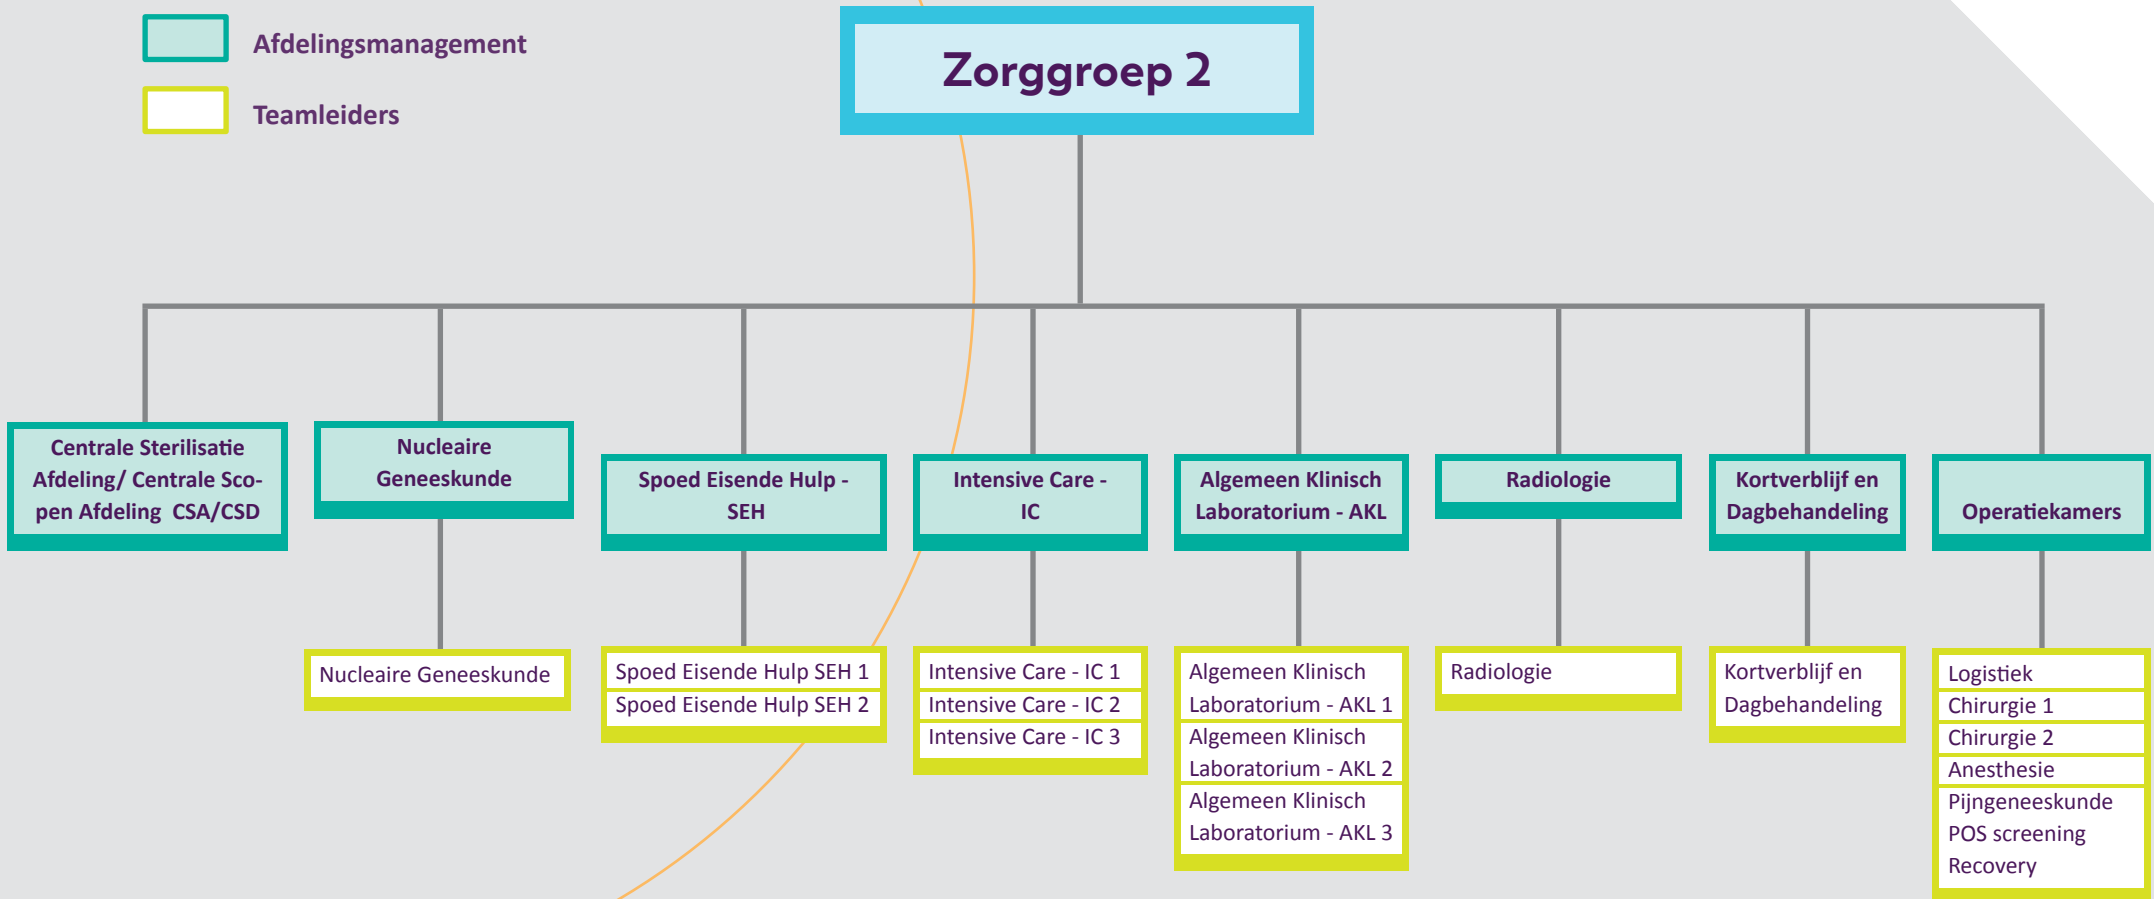 Afdelingsmanagement
Teamleiders
Zorggroep 2
Centrale Sterilisatie
Afdeling/ Centrale Sco-
pen Afdeling CSA/CSD
Nucleaire
Geneeskunde
Spoed Eisende Hulp -
SEH
Intensive Care -
IC
Algemeen Klinisch
Laboratorium - AKL
Radiologie
Kortverblijf en
Dagbehandeling
Operatiekamers
Nucleaire Geneeskunde
Spoed Eisende Hulp SEH 1
Spoed Eisende Hulp SEH 2
Intensive Care - IC 1
Intensive Care - IC 2
Intensive Care - IC 3
Algemeen Klinisch
Laboratorium - AKL 1
Algemeen Klinisch
Laboratorium - AKL 2
Algemeen Klinisch
Laboratorium - AKL 3
Radiologie
Kortverblijf en
Dagbehandeling
Logistiek
Chirurgie 1
Chirurgie 2
Anesthesie
Pijngeneeskunde
POS screening
Recovery